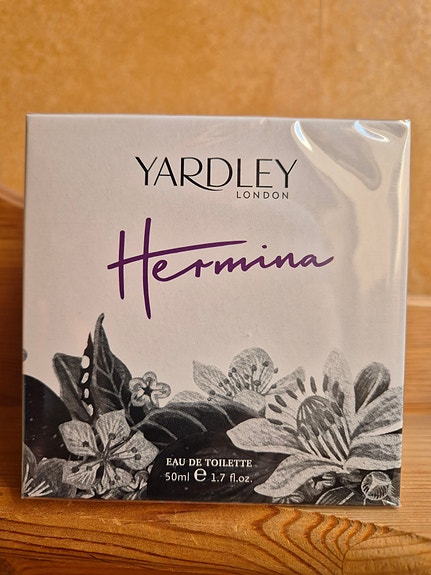 YARDLEY
LONDON
Hermina
EAU DE TOILETTE
50ml e 1.7 fl.oz.